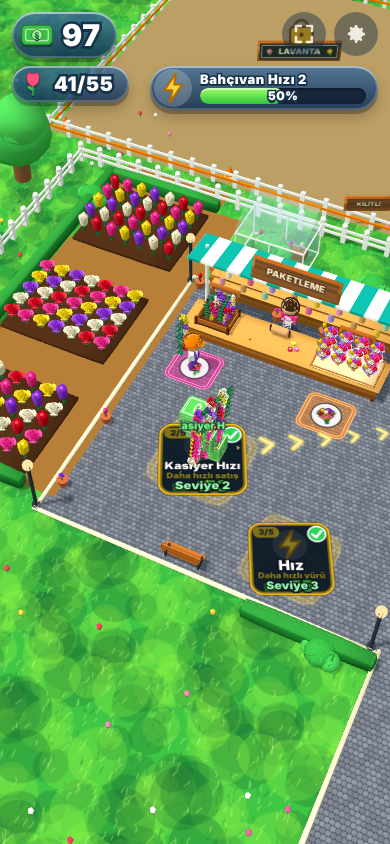 97
LAVANTA
41/55
Bahçıvan Hızı 2
50%
KİLİTLİ
PAKETLEME
asiyer H
2/5
Kasiyer Hızı
Daha hızlı satış
Seviye 2
3/5
Hız
Daha hızlı yürü
Seviye 3